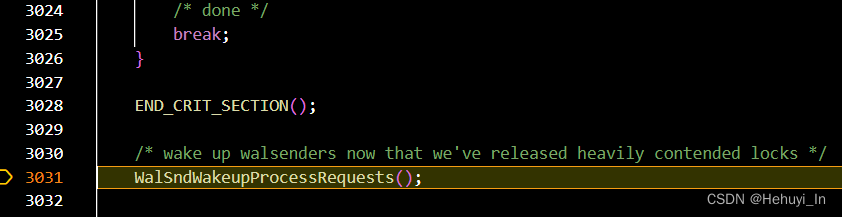 3024 /* done */
3025 break;
3026 }
3027
3028 END_CRIT_SECTION();
3029
3030 /* wake up walsenders now that we've released heavily contended locks */
3031 WalSndWakeupProcessRequests();
3032
CSDN @Hehuyi_In